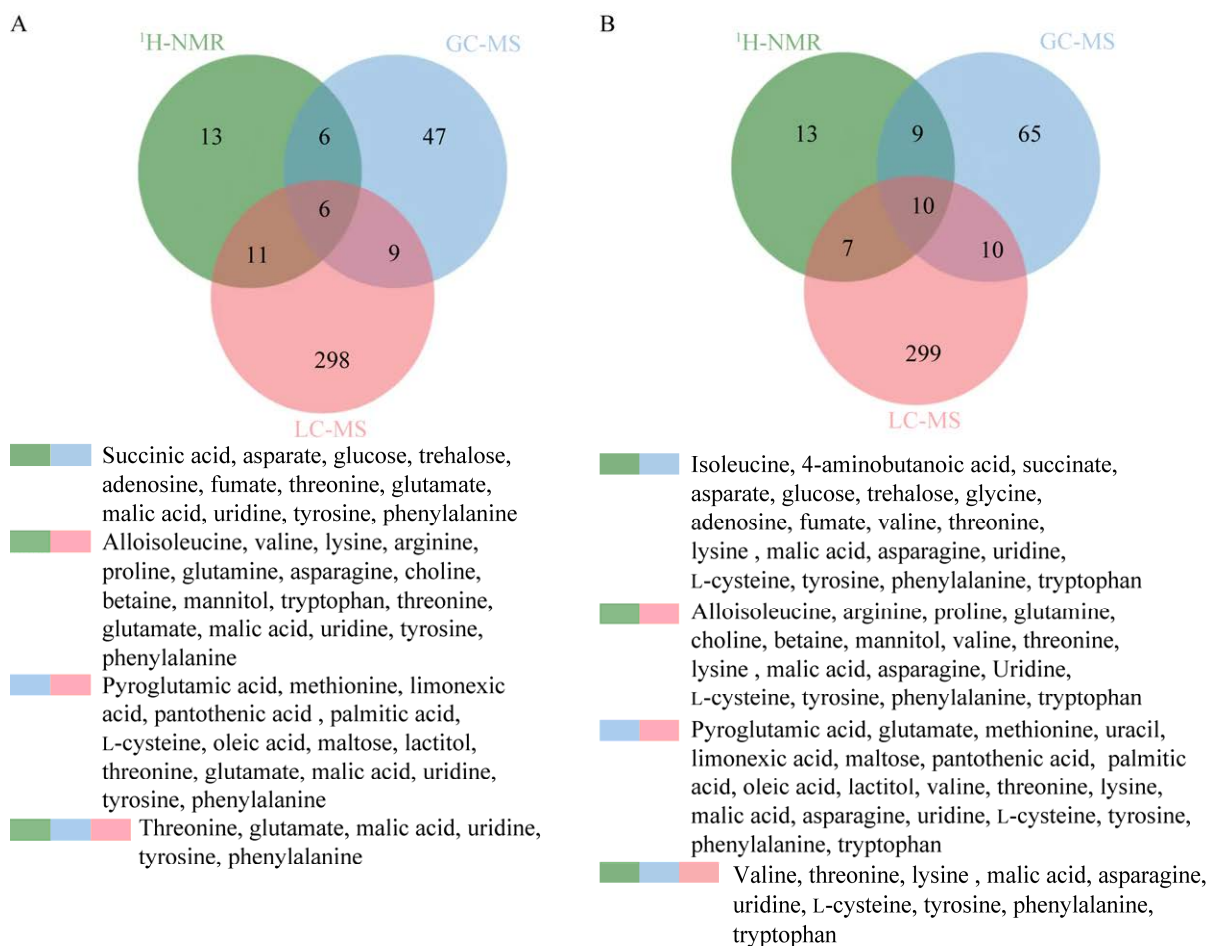 A
¹H-NMR
GC-MS
13
6
47
6
11
9
298
LC-MS
Succinic acid, asparate, glucose, trehalose,
adenosine, fumate, threonine, glutamate,
malic acid, uridine, tyrosine, phenylalanine
Alloisoleucine, valine, lysine, arginine,
proline, glutamine, asparagine, choline,
betaine, mannitol, tryptophan, threonine,
glutamate, malic acid, uridine, tyrosine,
phenylalanine
Pyroglutamic acid, methionine, limonexic
acid, pantothenic acid , palmitic acid,
L-cysteine, oleic acid, maltose, lactitol,
threonine, glutamate, malic acid, uridine,
tyrosine, phenylalanine
Threonine, glutamate, malic acid, uridine,
tyrosine, phenylalanine
B
¹H-NMR
GC-MS
13
9
65
10
7
10
299
LC-MS
Isoleucine, 4-aminobutanoic acid, succinate,
asparate, glucose, trehalose, glycine,
adenosine, fumate, valine, threonine,
lysine , malic acid, asparagine, uridine,
L-cysteine, tyrosine, phenylalanine, tryptophan
Alloisoleucine, arginine, proline, glutamine,
choline, betaine, mannitol, valine, threonine,
lysine , malic acid, asparagine, Uridine,
L-cysteine, tyrosine, phenylalanine, tryptophan
Pyroglutamic acid, glutamate, methionine, uracil,
limonexic acid, maltose, pantothenic acid, palmitic
acid, oleic acid, lactitol, valine, threonine, lysine,
malic acid, asparagine, uridine, L-cysteine, tyrosine,
phenylalanine, tryptophan
Valine, threonine, lysine , malic acid, asparagine,
uridine, L-cysteine, tyrosine, phenylalanine,
tryptophan